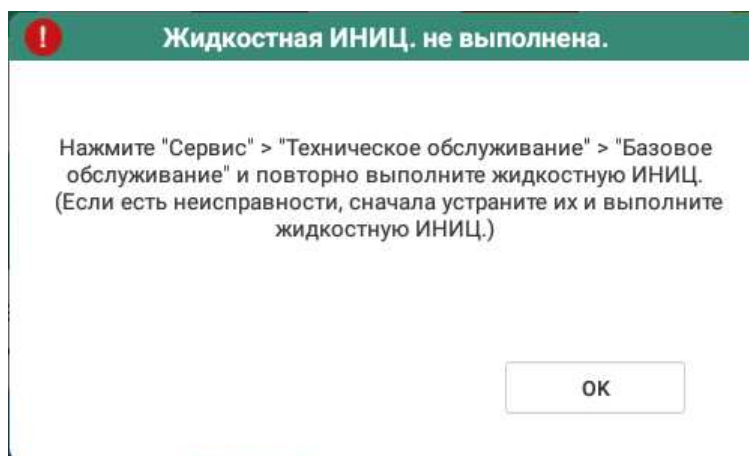 Жидкостная ИНИЦ. не выполнена.
Нажмите "Сервис" > "Техническое обслуживание" > "Базовое
обслуживание" и повторно выполните жидкостную ИНИЦ.
(Если есть неисправности, сначала устраните их и выполните
жидкостную ИНИЦ.)
OK